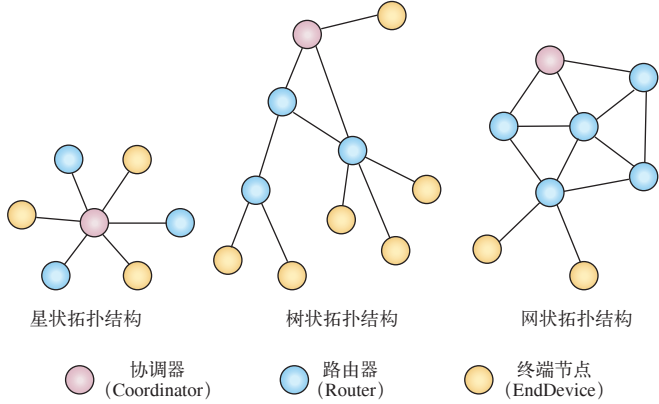 星状拓扑结构
树状拓扑结构
网状拓扑结构
协调器
(Coordinator)
路由器
(Router)
终端节点
(EndDevice)